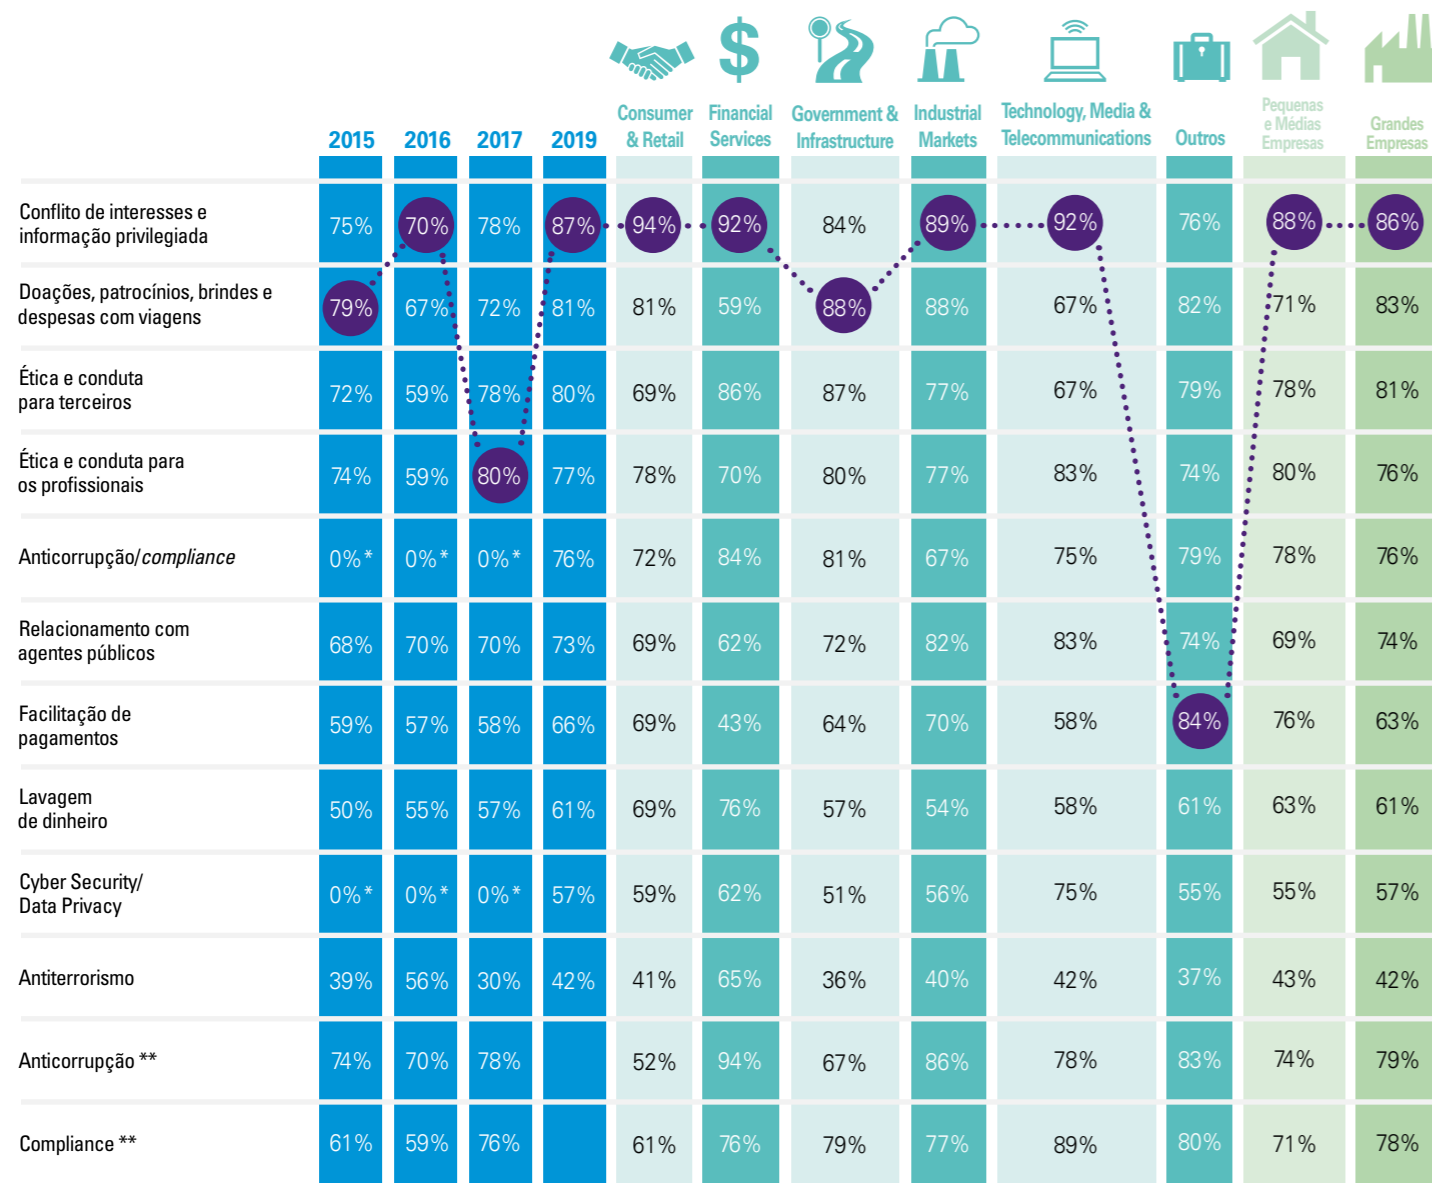 2015 2016 2017 2019 Consumer & Retail Financial Services Government & Infrastructure Industrial Markets Technology, Media & Telecommunications Outros Pequenas e Médias Empresas Grandes Empresas
Conflito de interesses e
informação privilegiada
75% 70% 78% 87% 94% 92% 84% 89% 92% 76% 88% 86%
Doações, patrocínios, brindes e
despesas com viagens
79% 67% 72% 81% 81% 59% 88% 88% 67% 82% 71% 83%
Ética e conduta
para terceiros
72% 59% 78% 80% 69% 86% 87% 77% 67% 79% 78% 81%
Ética e conduta para
os profissionais
74% 59% 80% 77% 78% 70% 80% 77% 83% 74% 80% 76%
Anticorrupção/compliance
0%* 0%* 0%* 76% 72% 84% 81% 67% 75% 79% 78% 76%
Relacionamento com
agentes públicos
68% 70% 70% 73% 69% 62% 72% 82% 83% 74% 69% 74%
Facilitação de
pagamentos
59% 57% 58% 66% 69% 43% 64% 70% 58% 84% 76% 63%
Lavagem
de dinheiro
50% 55% 57% 61% 69% 76% 57% 54% 58% 61% 63% 61%
Cyber Security/
Data Privacy
0%* 0%* 0%* 57% 59% 62% 51% 56% 75% 55% 55% 57%
Antiterrorismo
39% 56% 30% 42% 41% 65% 36% 40% 42% 37% 43% 42%
Anticorrupção **
74% 70% 78% 52% 94% 67% 86% 78% 83% 74% 79%
Compliance **
61% 59% 76% 61% 76% 79% 77% 89% 80% 71% 78%